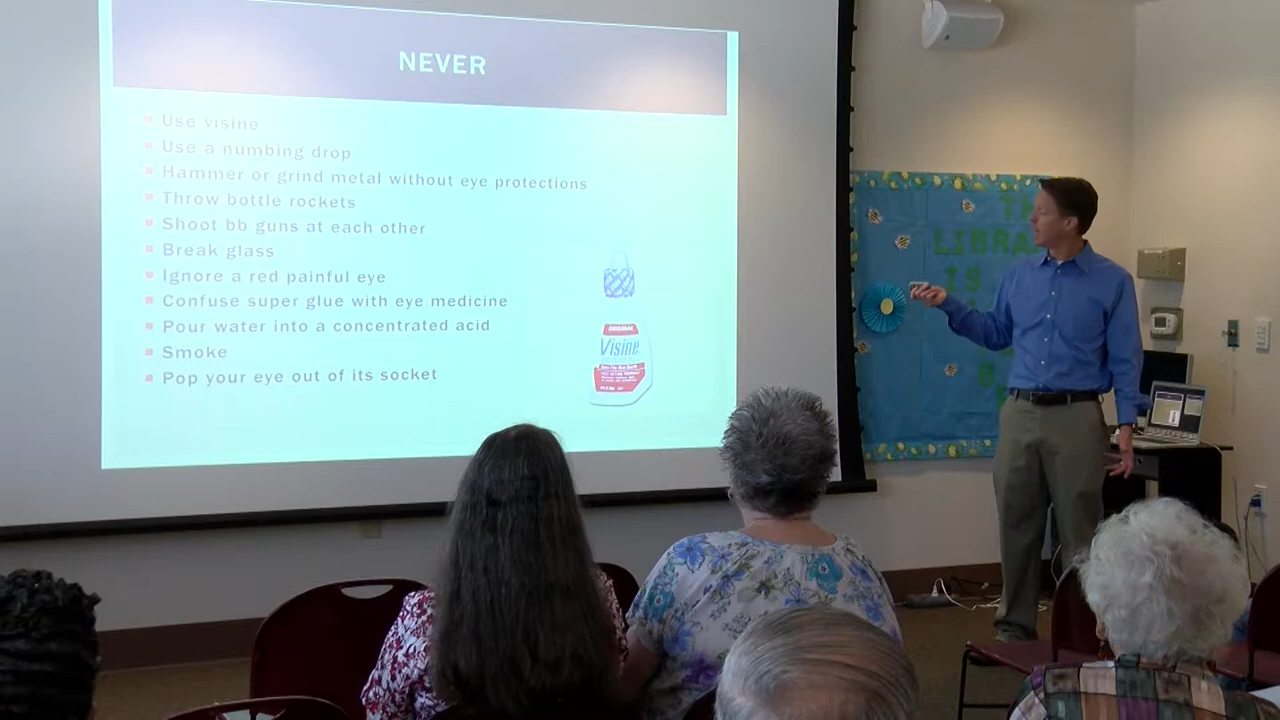 NEVER
Use visine
Use a numbing drop
Hammer or grind metal without eye protections
Throw bottle rockets
Shoot bb guns at each other
Break glass
Ignore a red painful eye
Confuse super glue with eye medicine
Pour water into a concentrated acid
Smoke
Pop your eye out of its socket
ORIGINAL
Visine
LIBRA
IS